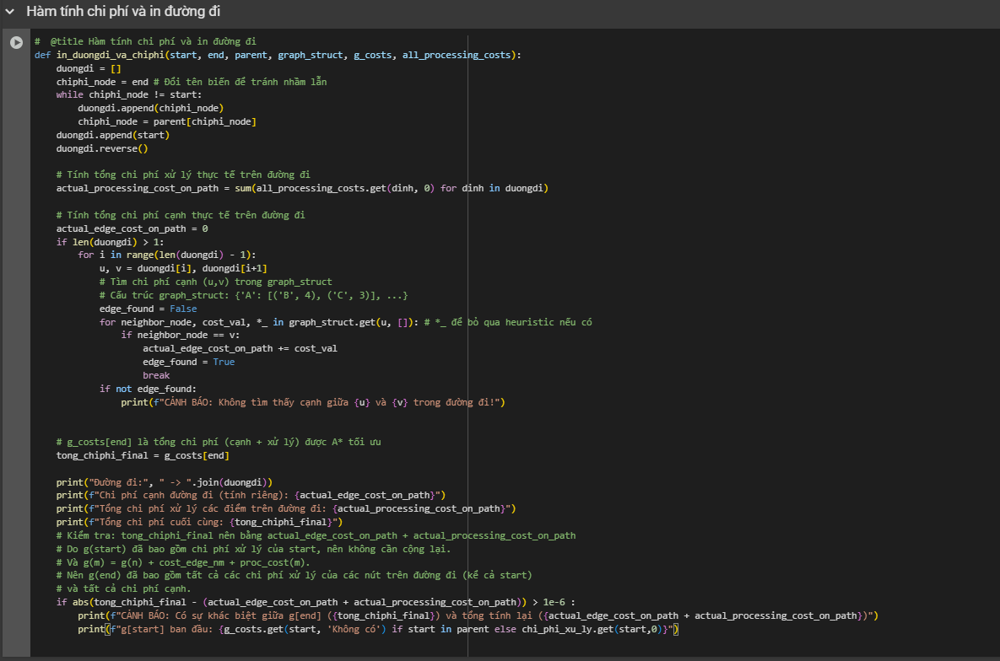 Hàm tính chi phí và in đường đi
# @title Hàm tính chi phí và in đường đi
def in_duongdi_va_chiphi(start, end, parent, graph_struct, g_costs, all_processing_costs):
    duongdi = []
    chiphi_node = end # Đổi tên biến để tránh nhầm lẫn
    while chiphi_node != start:
        duongdi.append(chiphi_node)
        chiphi_node = parent[chiphi_node]
    duongdi.append(start)
    duongdi.reverse()

    # Tính tổng chi phí xử lý thực tế trên đường đi
    actual_processing_cost_on_path = sum(all_processing_costs.get(dinh, 0) for dinh in duongdi)

    # Tính tổng chi phí cạnh thực tế trên đường đi
    actual_edge_cost_on_path = 0
    if len(duongdi) > 1:
        for i in range(len(duongdi) - 1):
            u, v = duongdi[i], duongdi[i+1]
            # Tìm chi phí cạnh (u,v) trong graph_struct
            # Cấu trúc graph_struct: {'A': [('B', 4), ('C', 3)], ...}
            edge_found = False
            for neighbor_node, cost_val, *_ in graph_struct.get(u, []): # *_ để bỏ qua heuristic nếu có
                if neighbor_node == v:
                    actual_edge_cost_on_path += cost_val
                    edge_found = True
                    break
            if not edge_found:
                print(f"CẢNH BÁO: Không tìm thấy cạnh giữa {u} và {v} trong đường đi!")

    # g_costs[end] là tổng chi phí (cạnh + xử lý) được A* tối ưu
    tong_chiphi_final = g_costs[end]

    print("Đường đi:", " -> ".join(duongdi))
    print(f"Chi phí cạnh đường đi (tính riêng): {actual_edge_cost_on_path}")
    print(f"Tổng chi phí xử lý các điểm trên đường đi: {actual_processing_cost_on_path}")
    print(f"Tổng chi phí cuối cùng: {tong_chiphi_final}")
    # Kiểm tra: tong_chiphi_final nên bằng actual_edge_cost_on_path + actual_processing_cost_on_path
    # Do g(start) đã bao gồm chi phí xử lý của start, nên không cần cộng lại.
    # Và g(m) = g(n) + cost_edge_nm + proc_cost(m).
    # Nên g(end) đã bao gồm tất cả các chi phí xử lý của các nút trên đường đi (kể cả start)
    # và tất cả chi phí cạnh.
    if abs(tong_chiphi_final - (actual_edge_cost_on_path + actual_processing_cost_on_path)) > 1e-6 :
        print(f"CẢNH BÁO: Có sự khác biệt giữa g[end] ({tong_chiphi_final}) và tổng tính lại ({actual_edge_cost_on_path + actual_processing_cost_on_path})")
        print(f"g[start] ban đầu: {g_costs.get(start, 'Không có') if start in parent else chi_phi_xu_ly.get(start,0)}")